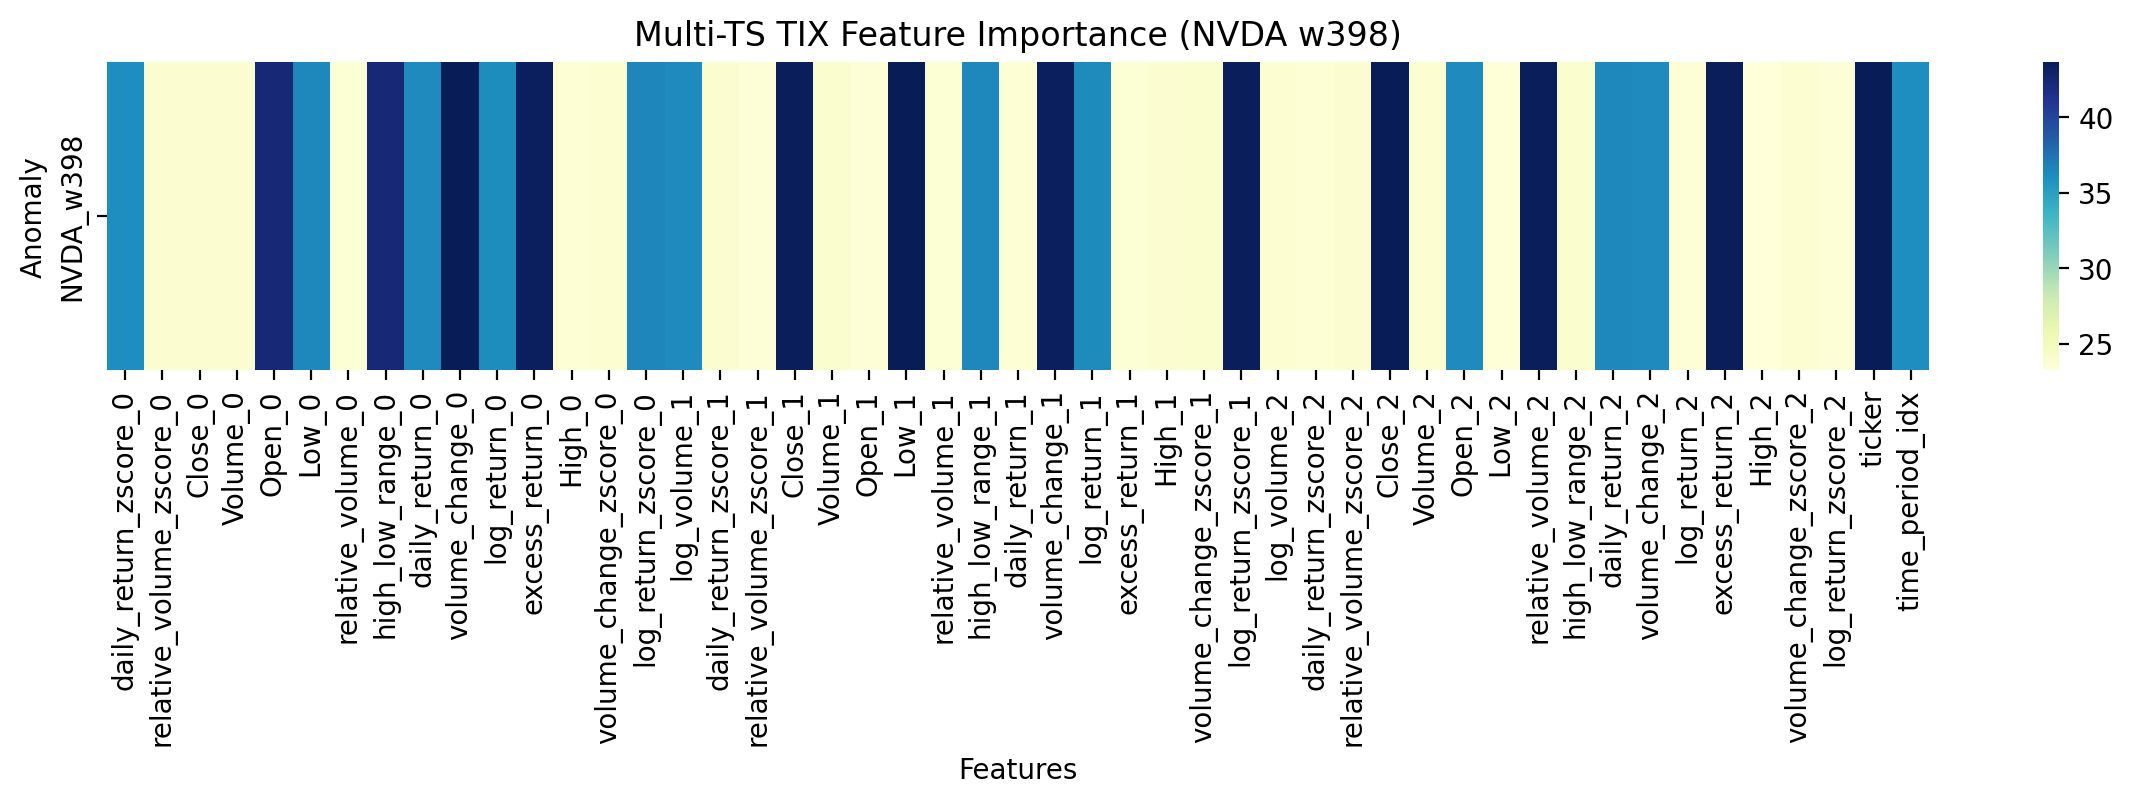 Multi-TS TIX Feature Importance (NVDA w398)
Anomaly
NVDA_w398
40
35
30
25
daily_return_zscore_0
relative_volume_zscore_0
Close_0
Volume_0
Open_0
Low_0
relative_volume_0
high_low_range_0
daily_return_0
volume_change_0
log_return_0
excess_return_0
High_0
volume_change_zscore_0
log_return_zscore_0
log_volume_1
daily_return_zscore_1
relative_volume_zscore_1
Close_1
Volume_1
Open_1
Low_1
relative_volume_1
high_low_range_1
daily_return_1
volume_change_1
log_return_1
excess_return_1
High_1
volume_change_zscore_1
log_return_zscore_1
log_volume_2
daily_return_zscore_2
relative_volume_zscore_2
Close_2
Volume_2
Open_2
Low_2
relative_volume_2
high_low_range_2
daily_return_2
volume_change_2
log_return_2
excess_return_2
High_2
volume_change_zscore_2
log_return_zscore_2
ticker
time_period_idx
Features